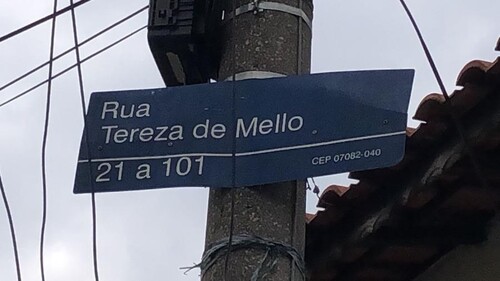 Rua
Tereza de Mello
21 a 101 CEP 07082-040